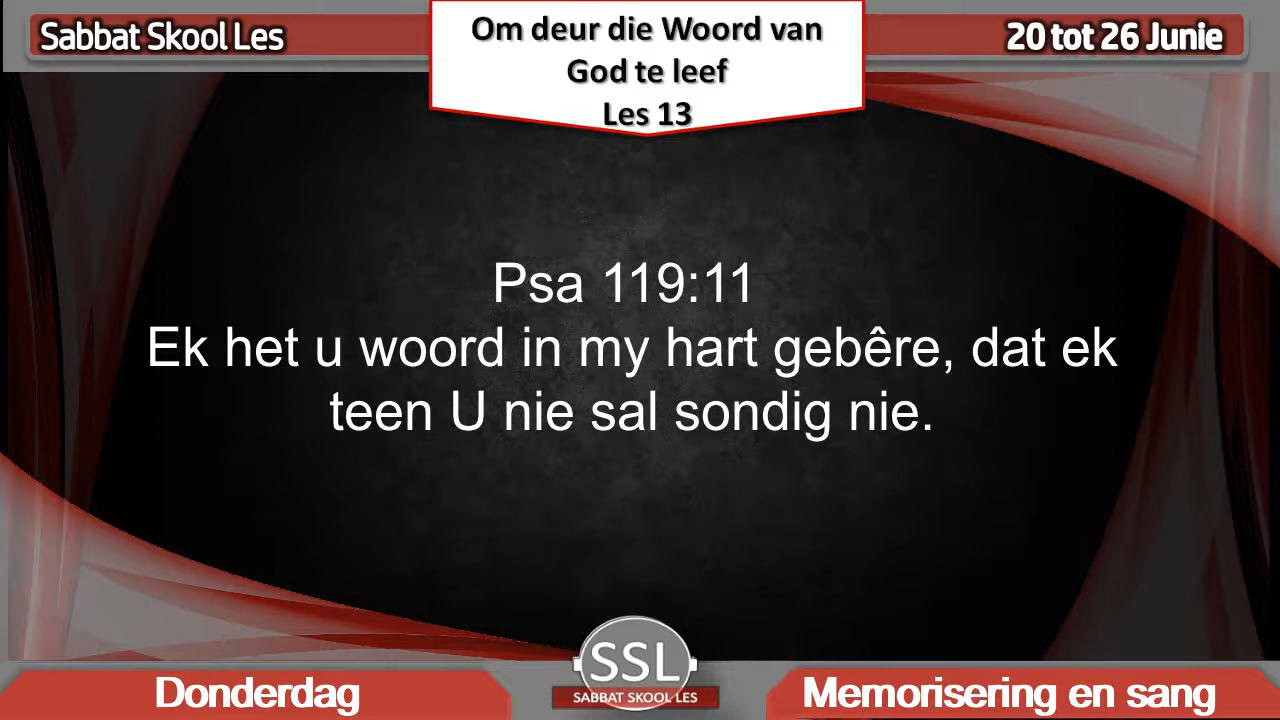 Sabbat Skool Les
Om deur die Woord van
God te leef
Les 13
20 tot 26 Junie
Psa 119:11
Ek het u woord in my hart gebêre, dat ek
teen U nie sal sondig nie.
Donderdag
SSL
SABBAT SKOOL LES
Memorisering en sang